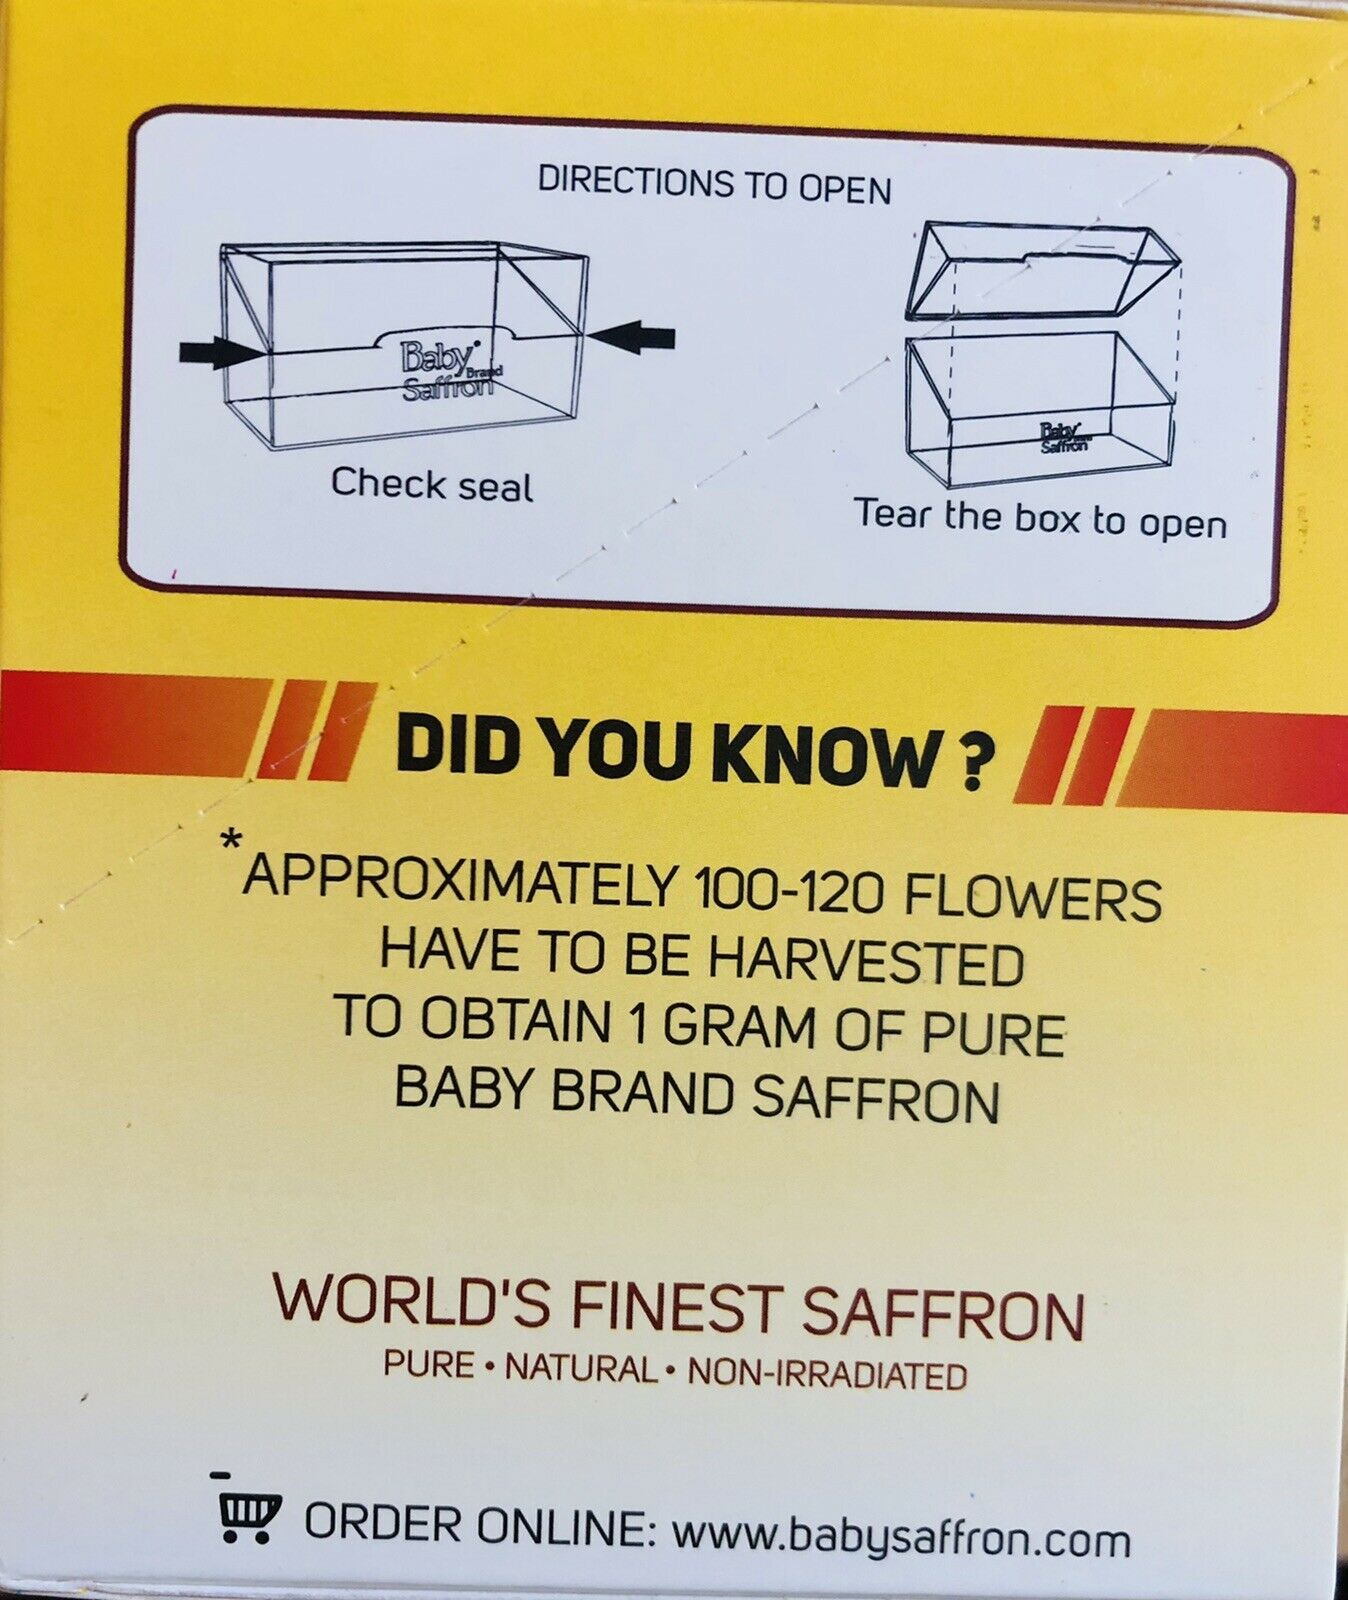 DIRECTIONS TO OPEN
Baby
Brand
Saffron
Check seal
Baby
Saffron
Tear the box to open
DID YOU KNOW ?
*APPROXIMATELY 100-120 FLOWERS
HAVE TO BE HARVESTED
TO OBTAIN 1 GRAM OF PURE
BABY BRAND SAFFRON
WORLD'S FINEST SAFFRON
PURE • NATURAL • NON-IRRADIATED
ORDER ONLINE: www.babysaffron.com